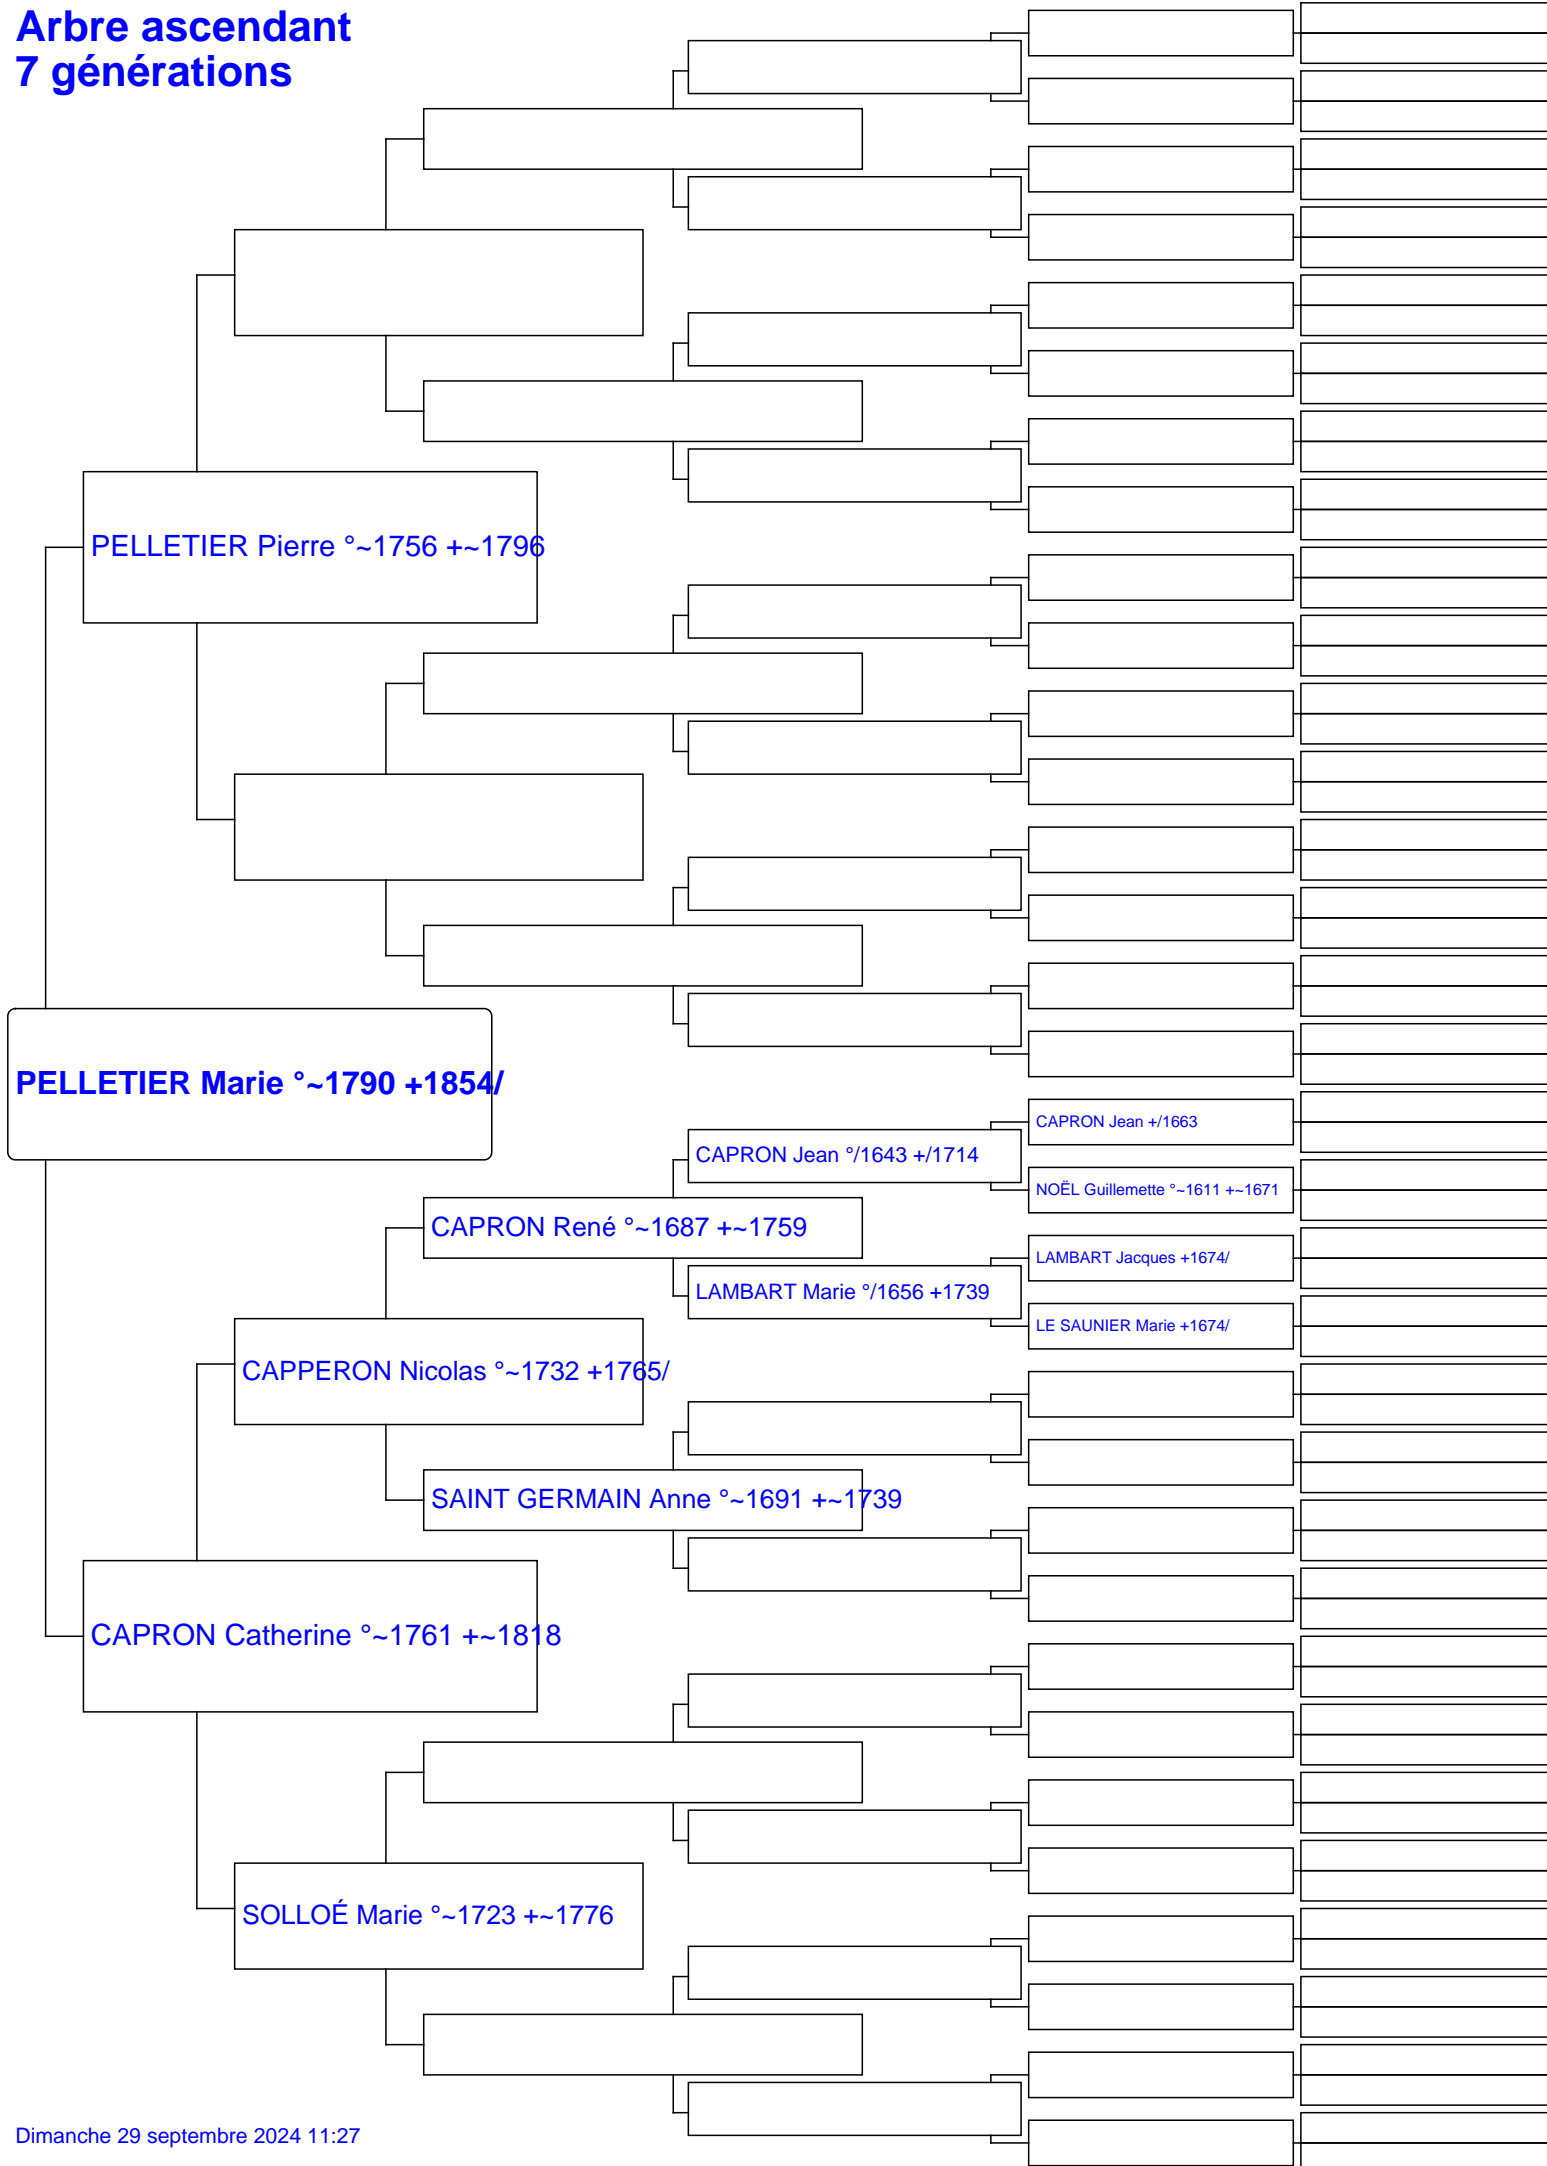 Arbre ascendant
7 générations
PELLETIER Pierre °~1756 +~1796
PELLETIER Marie °~1790 +1854/
CAPRON Jean +/1663
CAPRON Jean °/1643 +/1714
NOËL Guillemette °~1611 +~1671
CAPRON René °~1687 +~1759
LAMBART Jacques +1674/
LAMBART Marie °/1656 +1739
LE SAUNIER Marie +1674/
CAPPERON Nicolas °~1732 +1765/
SAINT GERMAIN Anne °~1691 +~1739
CAPRON Catherine °~1761 +~1818
SOLLOÉ Marie °~1723 +~1776
Dimanche 29 septembre 2024 11:27